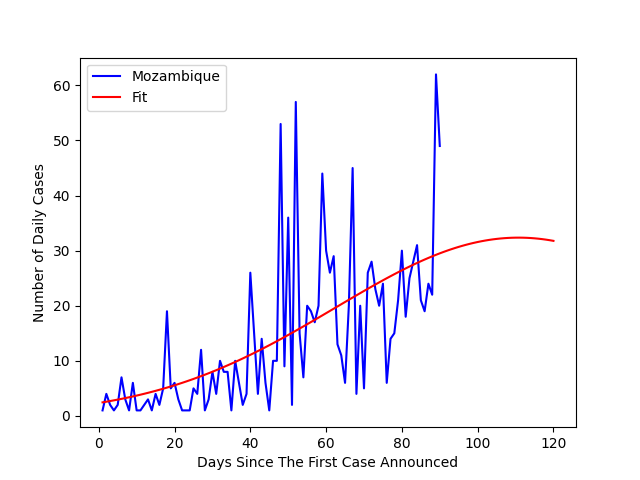 Mozambique
Fit
60
50
40
30
20
10
0
Number of Daily Cases
0 20 40 60 80 100 120
Days Since The First Case Announced